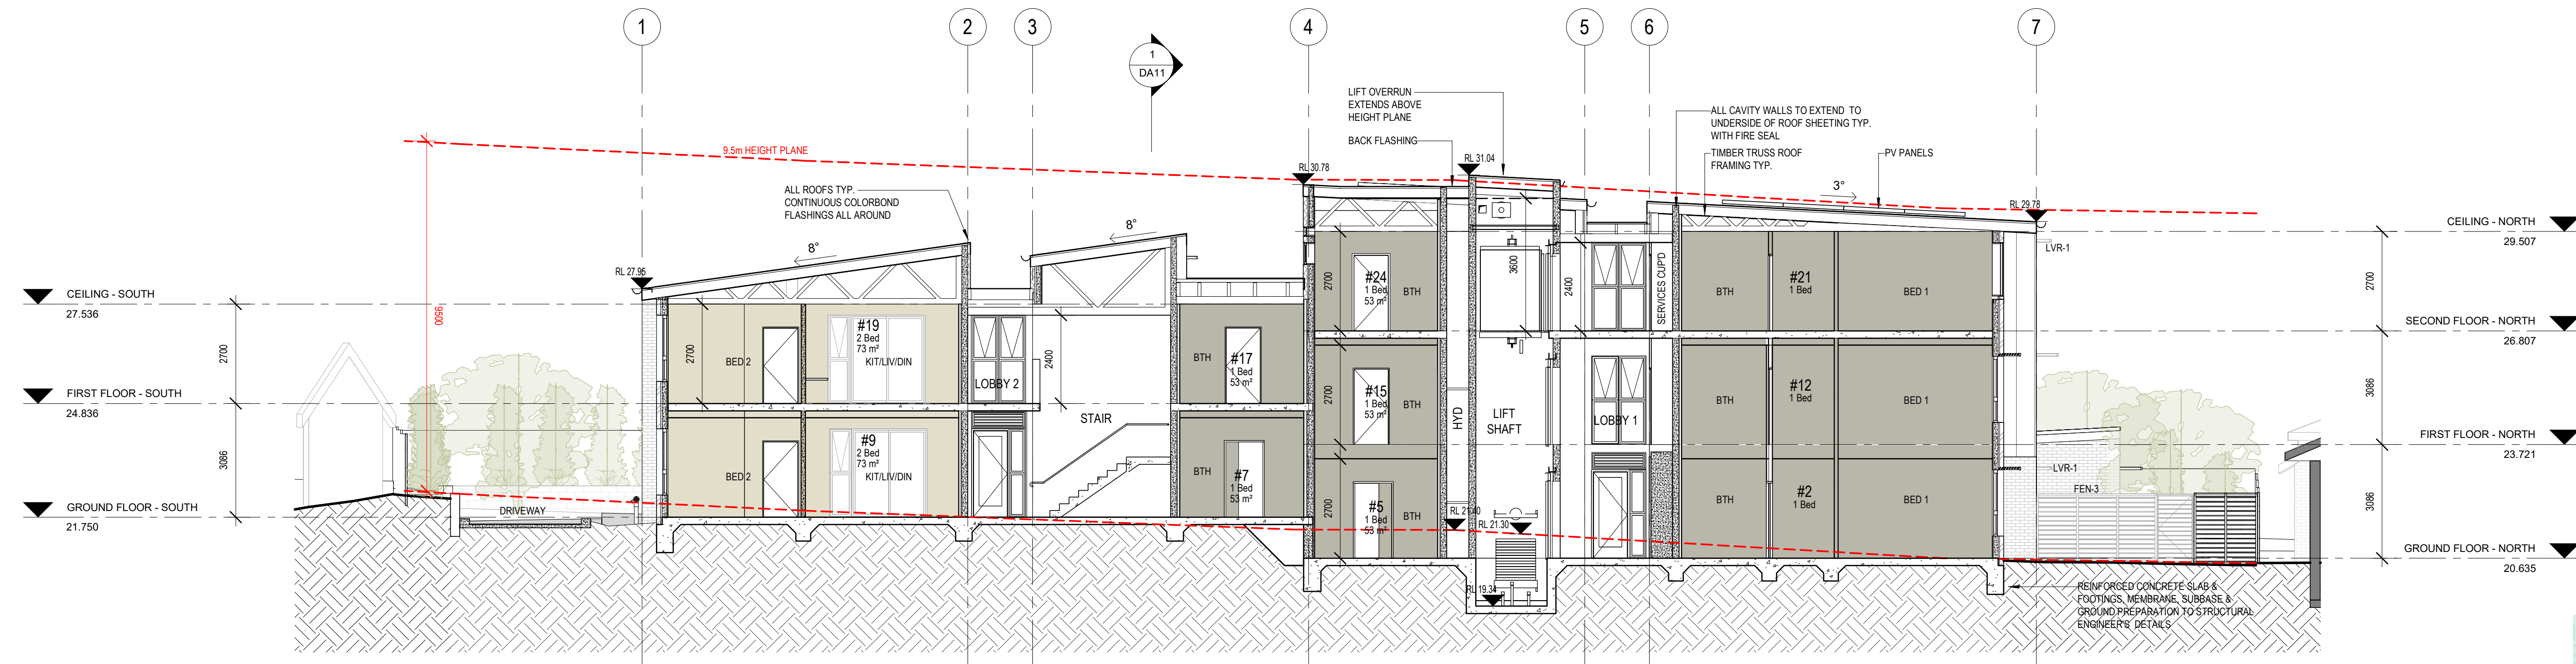 1
2
3
4
5
6
7
1
DA11
LIFT OVERRUN
EXTENDS ABOVE
HEIGHT PLANE
BACK FLASHING
ALL CAVITY WALLS TO EXTEND TO
UNDERSIDE OF ROOF SHEETING TYP.
WITH FIRE SEAL
TIMBER TRUSS ROOF
FRAMING TYP.
PV PANELS
9.5m HEIGHT PLANE
RL 30.78
RL 31.04
3°
RL 29.78
ALL ROOFS TYP.
CONTINUOUS COLORBOND
FLASHINGS ALL AROUND
8°
8°
RL 27.95
CEILING - NORTH
29.507
LVR-1
CEILING - SOUTH
27.536
9500
2700
2700
2400
2700
3600
2400
2700
#24
1 Bed
53 m²
BTH
SERVICES CUP'D
BTH
#21
1 Bed
BED 1
SECOND FLOOR - NORTH
26.807
BED 2
#19
2 Bed
73 m²
KIT/LIV/DIN
LOBBY 2
BTH
#17
1 Bed
53 m²
FIRST FLOOR - SOUTH
24.836
STAIR
2700
#15
1 Bed
53 m²
BTH
HYD
LIFT
SHAFT
LOBBY 1
BTH
#12
1 Bed
BED 1
3086
FIRST FLOOR - NORTH
23.721
3086
BED 2
#9
2 Bed
73 m²
KIT/LIV/DIN
BTH
#7
1 Bed
53 m²
LVR-1
FEN-3
GROUND FLOOR - SOUTH
21.750
DRIVEWAY
2700
#5
1 Bed
53 m²
BTH
RL 21.40
RL 21.30
BTH
#2
1 Bed
BED 1
3086
GROUND FLOOR - NORTH
20.635
RL 19.34
REINFORCED CONCRETE SLAB &
FOOTINGS, MEMBRANE, SUBBASE &
GROUND PREPARATION TO STRUCTURAL
ENGINEER'S DETAILS